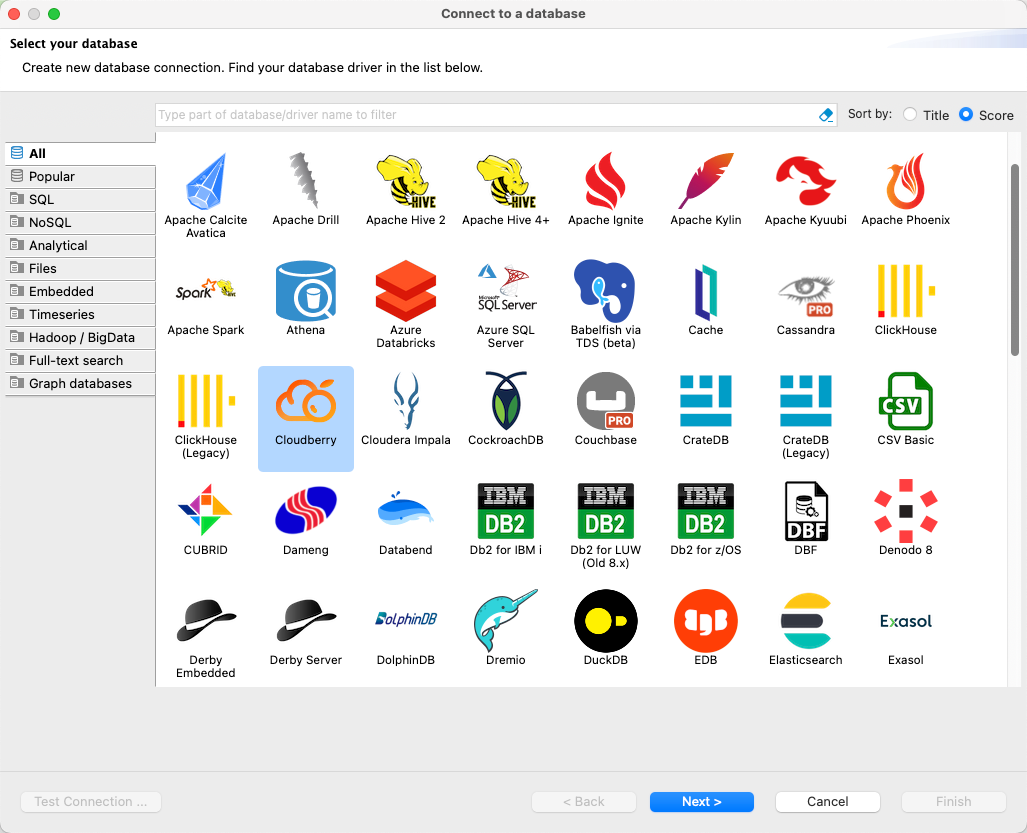 Connect to a database
Select your database
Create new database connection. Find your database driver in the list below.
Type part of database/driver name to filter
Sort by:
Title
Score
All
Popular
SQL
NoSQL
Analytical
Files
Embedded
Timeseries
Hadoop / BigData
Full-text search
Graph databases
HIVE
HIVE
Apache Calcite
Avatica
Apache Drill
Apache Hive 2
Apache Hive 4+
Apache Ignite
Apache Kylin
Apache Kyuubi
Apache Phoenix
Spark
HIVE
Microsoft
SQL Server
PRO
Apache Spark
Athena
Azure
Databricks
Azure SQL
Server
Babelfish via
TDS (beta)
Cache
Cassandra
ClickHouse
PRO
CSV
ClickHouse
(Legacy)
Cloudberry
Cloudera Impala
CockroachDB
Couchbase
CrateDB
CrateDB
(Legacy)
CSV Basic
IBM
DB2
IBM
DB2
IBM
DB2
DBF
CUBRID
Dameng
Databend
Db2 for IBM i
Db2 for LUW
(Old 8.x)
Db2 for z/OS
DBF
Denodo 8
DolphinDB
Exasol
Derby
Embedded
Derby Server
DolphinDB
Dremio
DuckDB
EDB
Elasticsearch
Exasol
Test Connection ...
< Back
Next >
Cancel
Finish